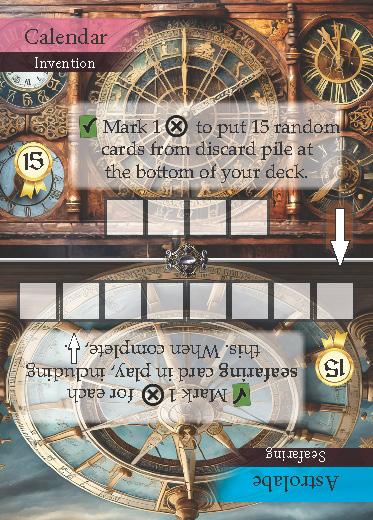 Calendar
Invention
✓ Mark 1 ⊗ to put 15 random
cards from discard pile at
the bottom of your deck.
15
Astrolabe
Seafaring
✓ Mark 1 ⊗ for each
seafaring card in play, including
this. When complete, ⇩.
15